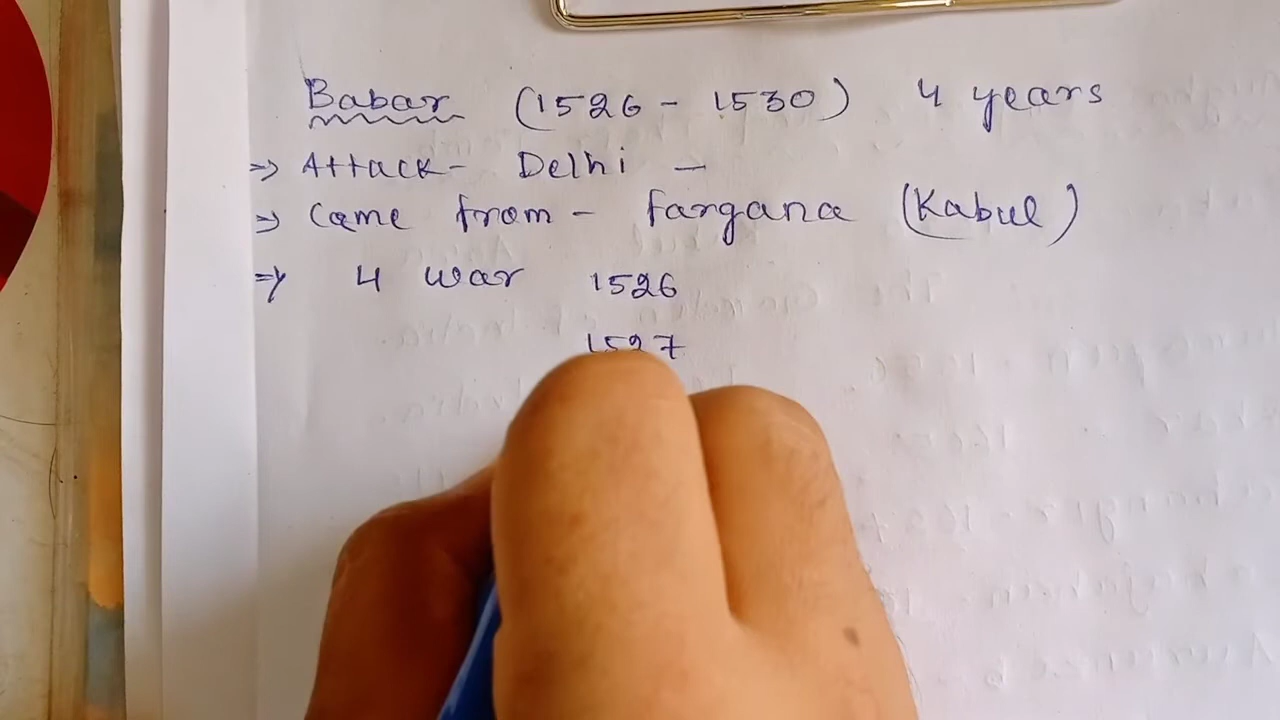 Babar (1526 - 1530) 4 years
⇒ Attack - Delhi -
⇒ Came from - fargana (Kabul)
⇒ 4 war 1526
1527